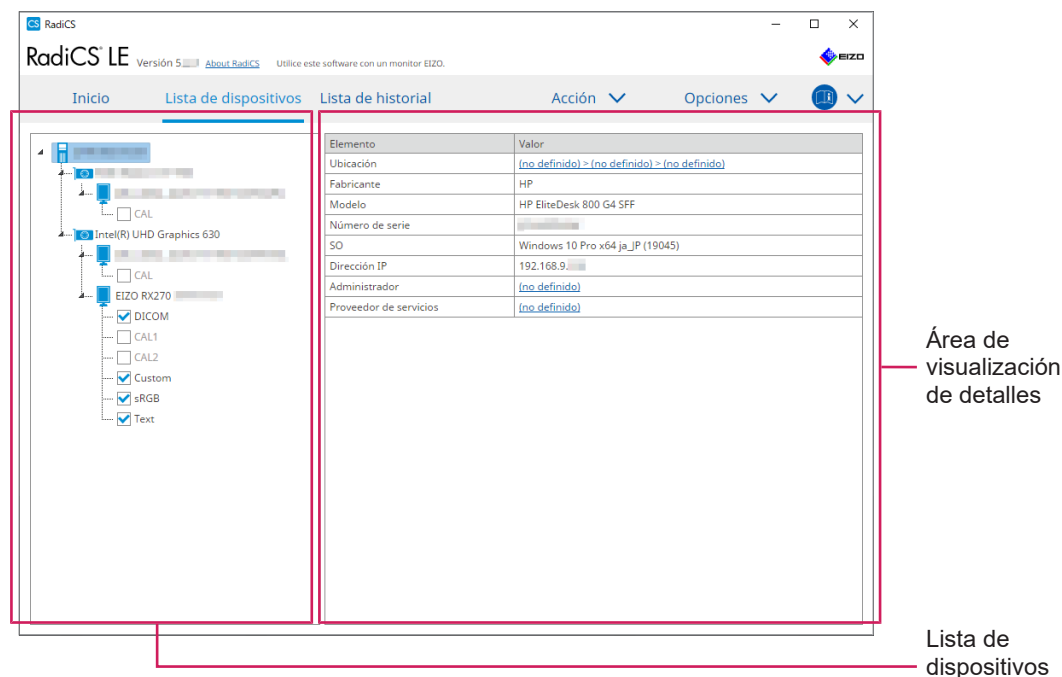 CS RadiCS
RadiCS® LE Versión 5. About RadiCS Utilice este software con un monitor EIZO.
EIZO
Inicio Lista de dispositivos Lista de historial Acción Opciones
Elemento Valor
Ubicación (no definido) > (no definido) > (no definido)
Fabricante HP
Modelo HP EliteDesk 800 G4 SFF
Número de serie
SO Windows 10 Pro x64 ja_JP (19045)
Dirección IP 192.168.9.
Administrador (no definido)
Proveedor de servicios (no definido)
CAL
Intel(R) UHD Graphics 630
CAL
EIZO RX270
DICOM
CAL1
CAL2
Custom
sRGB
Text
Área de
visualización
de detalles
Lista de
dispositivos